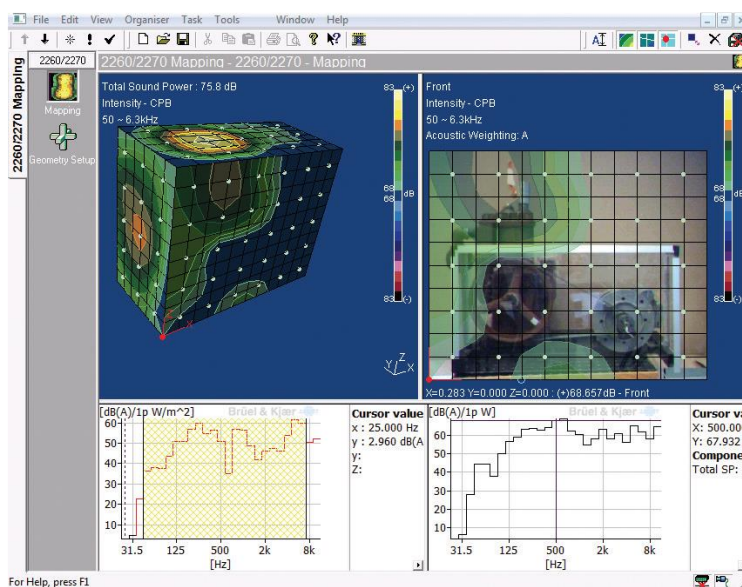 File Edit View Organiser Task Tools Window Help
2260/2270
2260/2270 Mapping - 2260/2270 - Mapping
2260/2270 Mapping
Mapping
Geometry Setup
Total Sound Power : 75.8 dB
Intensity - CPB
50 ~ 6.3kHz
83 (+)
68 dB
68
83 (-)
Z
X
Y Z X
Front
Intensity - CPB
50 ~ 6.3kHz
Acoustic Weighting: A
83 (+)
68 dB
68
83 (-)
X=0.283 Y=0.000 Z=0.000 : (+)68.657dB - Front
[dB(A)/1p W/m^2] Brüel & Kjær
60
50
40
30
20
10
31.5 125 500 2k 8k
[Hz]
Cursor value
x : 25.000 Hz
y : 2.960 dB(A
y:
Z:
[dB(A)/1p W] Brüel & Kjær
60
50
40
30
20
10
31.5 125 500 2k 8k
[Hz]
Cursor va
X: 500.00
Y: 67.932
Compone
Total SP:
For Help, press F1